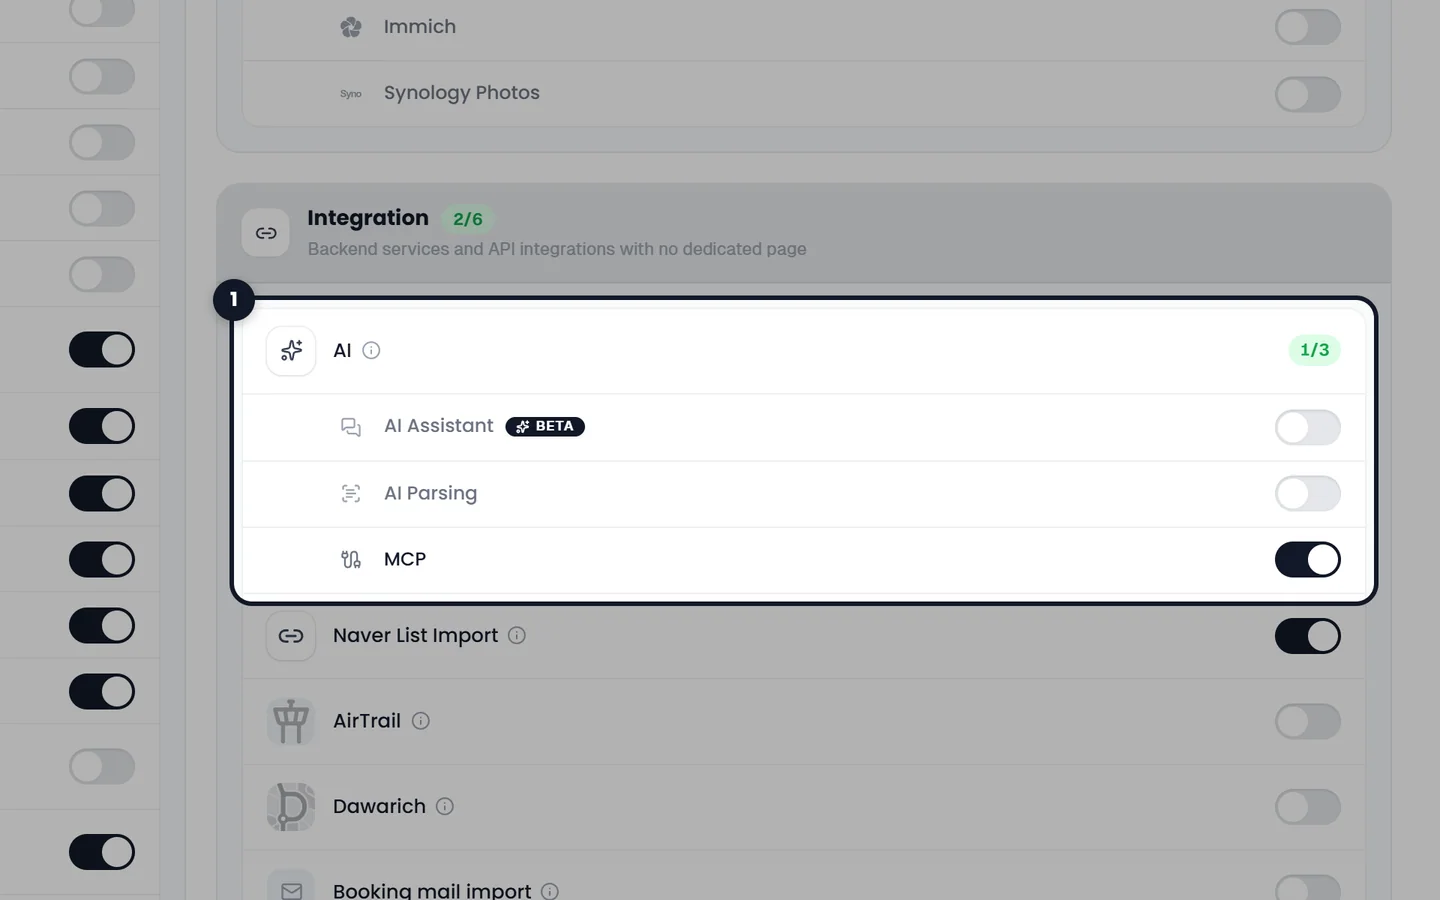 Immich
Syno Synology Photos
Integration 2/6
Backend services and API integrations with no dedicated page
1
AI 1/3
AI Assistant BETA
AI Parsing
MCP
Naver List Import
AirTrail
Dawarich
Booking mail import